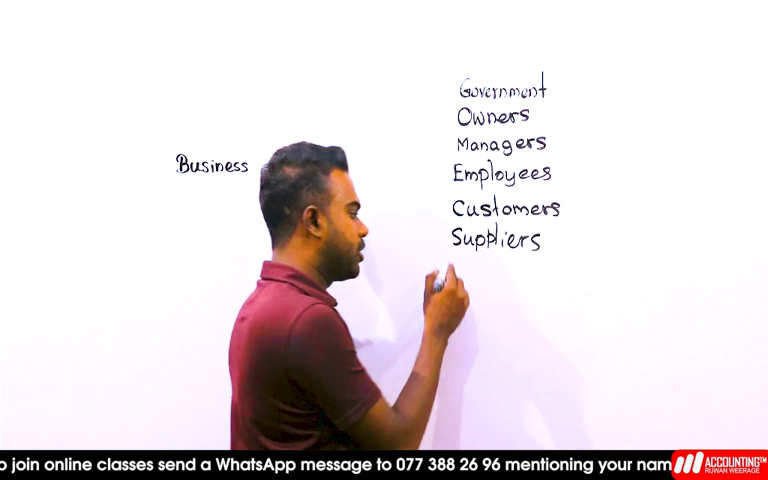 Government
Owners
Managers
Business
Employees
Customers
Suppliers
o join online classes send a WhatsApp message to 077 388 26 96 mentioning your nam
ACCOUNTING™
RUWAN WEERAGE